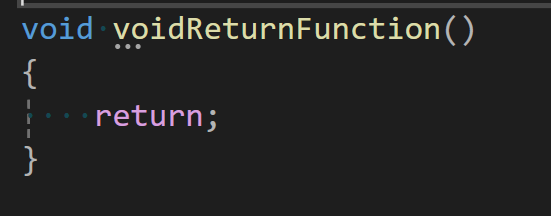 void voidReturnFunction()
{
    return;
}